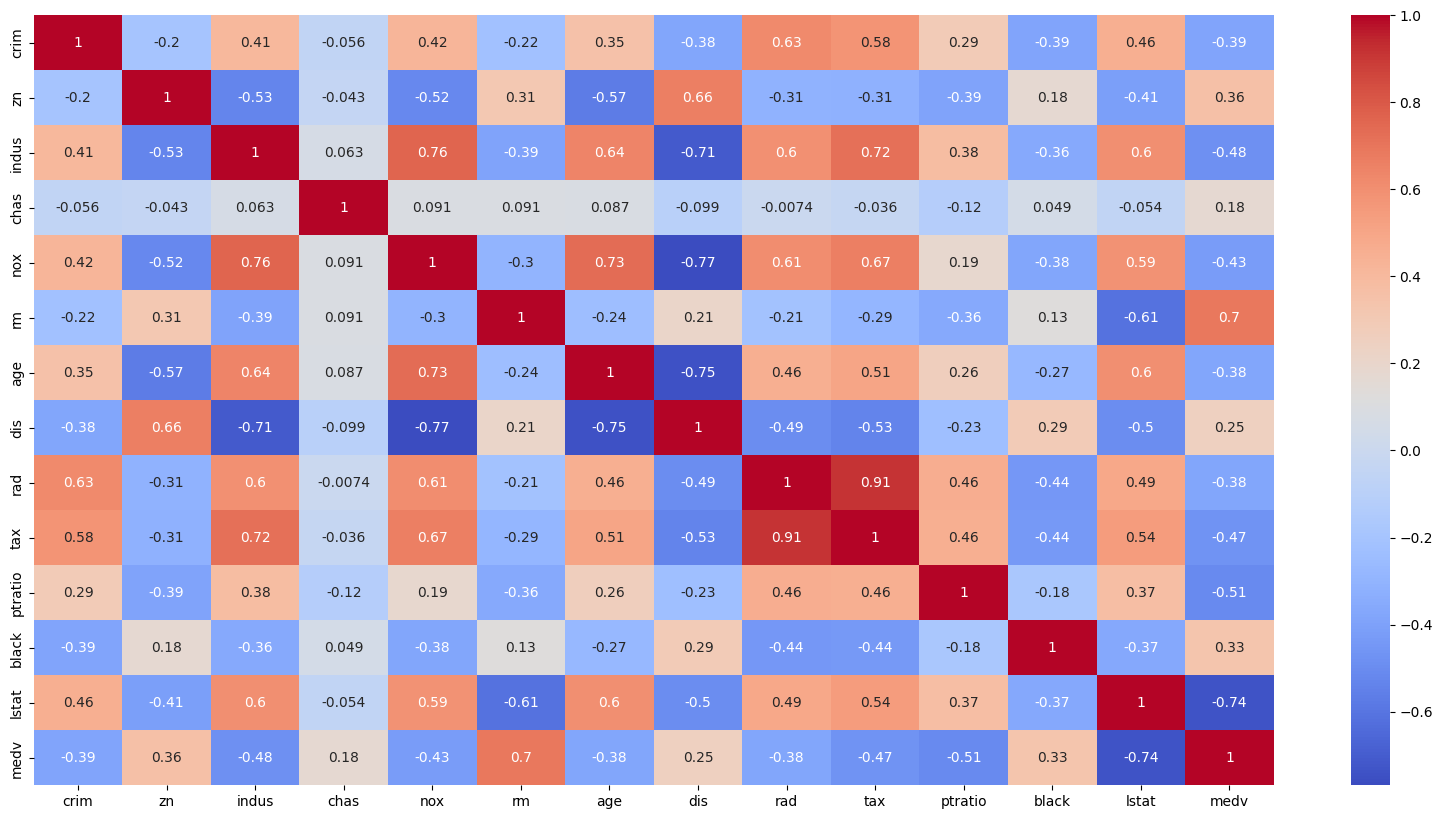 crim 1 -0.2 0.41 -0.056 0.42 -0.22 0.35 -0.38 0.63 0.58 0.29 -0.39 0.46 -0.39
zn -0.2 1 -0.53 -0.043 -0.52 0.31 -0.57 0.66 -0.31 -0.31 -0.39 0.18 -0.41 0.36
indus 0.41 -0.53 1 0.063 0.76 -0.39 0.64 -0.71 0.6 0.72 0.38 -0.36 0.6 -0.48
chas -0.056 -0.043 0.063 1 0.091 0.091 0.087 -0.099 -0.0074 -0.036 -0.12 0.049 -0.054 0.18
nox 0.42 -0.52 0.76 0.091 1 -0.3 0.73 -0.77 0.61 0.67 0.19 -0.38 0.59 -0.43
rm -0.22 0.31 -0.39 0.091 -0.3 1 -0.24 0.21 -0.21 -0.29 -0.36 0.13 -0.61 0.7
age 0.35 -0.57 0.64 0.087 0.73 -0.24 1 -0.75 0.46 0.51 0.26 -0.27 0.6 -0.38
dis -0.38 0.66 -0.71 -0.099 -0.77 0.21 -0.75 1 -0.49 -0.53 -0.23 0.29 -0.5 0.25
rad 0.63 -0.31 0.6 -0.0074 0.61 -0.21 0.46 -0.49 1 0.91 0.46 -0.44 0.49 -0.38
tax 0.58 -0.31 0.72 -0.036 0.67 -0.29 0.51 -0.53 0.91 1 0.46 -0.44 0.54 -0.47
ptratio 0.29 -0.39 0.38 -0.12 0.19 -0.36 0.26 -0.23 0.46 0.46 1 -0.18 0.37 -0.51
black -0.39 0.18 -0.36 0.049 -0.38 0.13 -0.27 0.29 -0.44 -0.44 -0.18 1 -0.37 0.33
lstat 0.46 -0.41 0.6 -0.054 0.59 -0.61 0.6 -0.5 0.49 0.54 0.37 -0.37 1 -0.74
medv -0.39 0.36 -0.48 0.18 -0.43 0.7 -0.38 0.25 -0.38 -0.47 -0.51 0.33 -0.74 1
crim zn indus chas nox rm age dis rad tax ptratio black lstat medv
1.0
0.8
0.6
0.4
0.2
0.0
−0.2
−0.4
−0.6